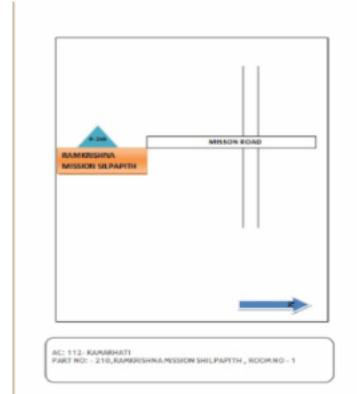 MISSON ROAD
RAMKRISHNA
MISSION SILPAPITH
N
AC: 112- KAMARHATI
PART NO: - 210,RAMKRISHNA MISSION SHILPAPITH , ROOM NO - 1